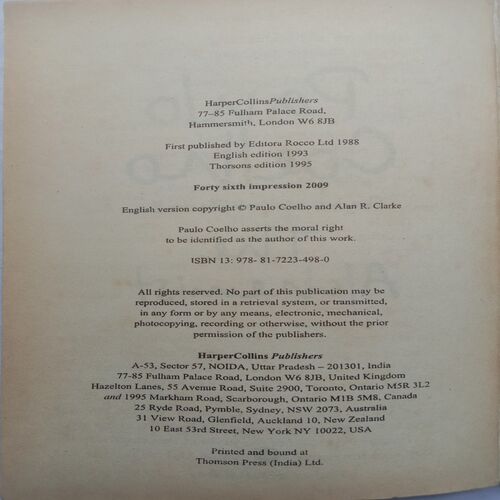 HarperCollinsPublishers
77-85 Fulham Palace Road,
Hammersmith, London W6 8JB
First published by Editora Rocco Ltd 1988
English edition 1993
Thorsons edition 1995
Forty sixth impression 2009
English version copyright © Paulo Coelho and Alan R. Clarke
Paulo Coelho asserts the moral right
to be identified as the author of this work.
ISBN 13: 978- 81-7223-498-0
All rights reserved. No part of this publication may be
reproduced, stored in a retrieval system, or transmitted,
in any form or by any means, electronic, mechanical,
photocopying, recording or otherwise, without the prior
permission of the publishers.
HarperCollins Publishers
A-53, Sector 57, NOIDA, Uttar Pradesh – 201301, India
77-85 Fulham Palace Road, London W6 8JB, United Kingdom
Hazelton Lanes, 55 Avenue Road, Suite 2900, Toronto, Ontario M5R 3L2
and 1995 Markham Road, Scarborough, Ontario M1B 5M8, Canada
25 Ryde Road, Pymble, Sydney, NSW 2073, Australia
31 View Road, Glenfield, Auckland 10, New Zealand
10 East 53rd Street, New York NY 10022, USA
Printed and bound at
Thomson Press (India) Ltd.